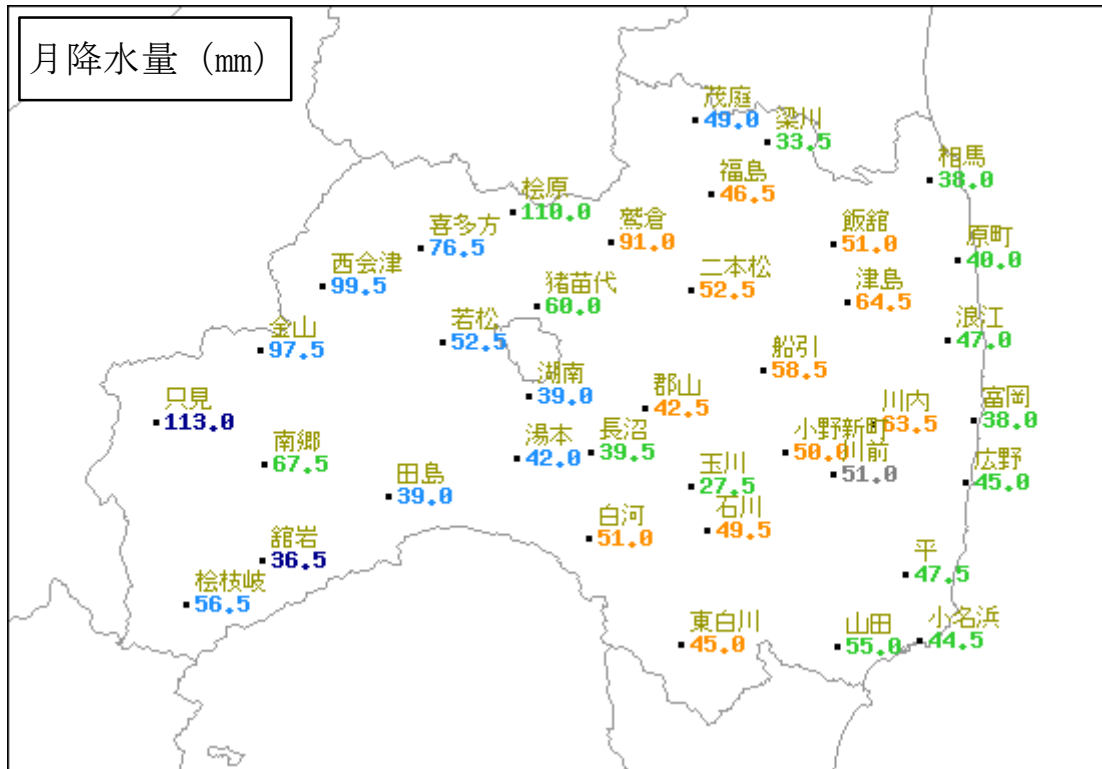 月降水量 (mm)
茂庭
49.0
梁川
33.5
相馬
38.0
福島
46.5
桧原
110.0
鷲倉
91.0
喜多方
76.5
飯舘
51.0
原町
40.0
西会津
99.5
二本松
52.5
猪苗代
60.0
津島
64.5
若松
52.5
浪江
47.0
金山
97.5
船引
58.5
湖南
39.0
郡山
42.5
只見
113.0
川内
63.5
富岡
38.0
小野新町
50.0
長沼
39.5
湯本
42.0
南郷
67.5
川前
51.0
玉川
27.5
広野
45.0
田島
39.0
石川
49.5
白河
51.0
舘岩
36.5
平
47.5
桧枝岐
56.5
東白川
45.0
山田
55.0
小名浜
44.5